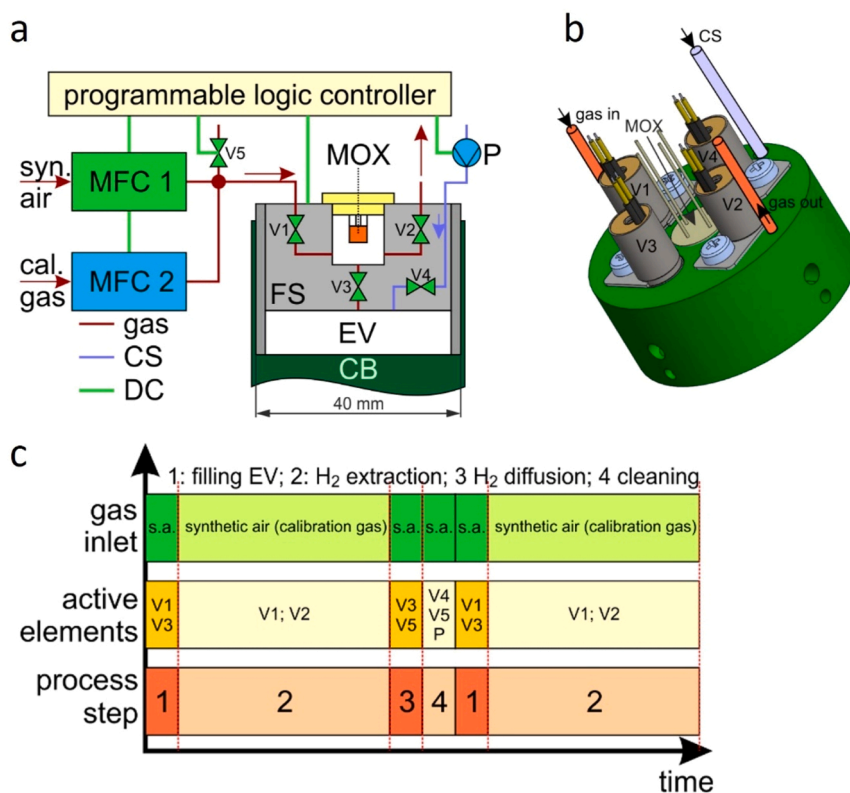 a
programmable logic controller
V5
MOX
P
syn.
air
MFC 1
cal.
gas
MFC 2
V1
V2
V3
V4
FS
EV
CB
gas
CS
DC
40 mm
b
CS
gas in
MOX
V4
V1
V2
gas out
V3
c
1: filling EV; 2: H₂ extraction; 3 H₂ diffusion; 4 cleaning
gas
inlet
s.a.
synthetic air (calibration gas)
s.a.
s.a.
s.a.
synthetic air (calibration gas)
active
elements
V1
V3
V1; V2
V3
V5
V4
V5
P
V1
V3
V1; V2
process
step
1
2
3
4
1
2
time